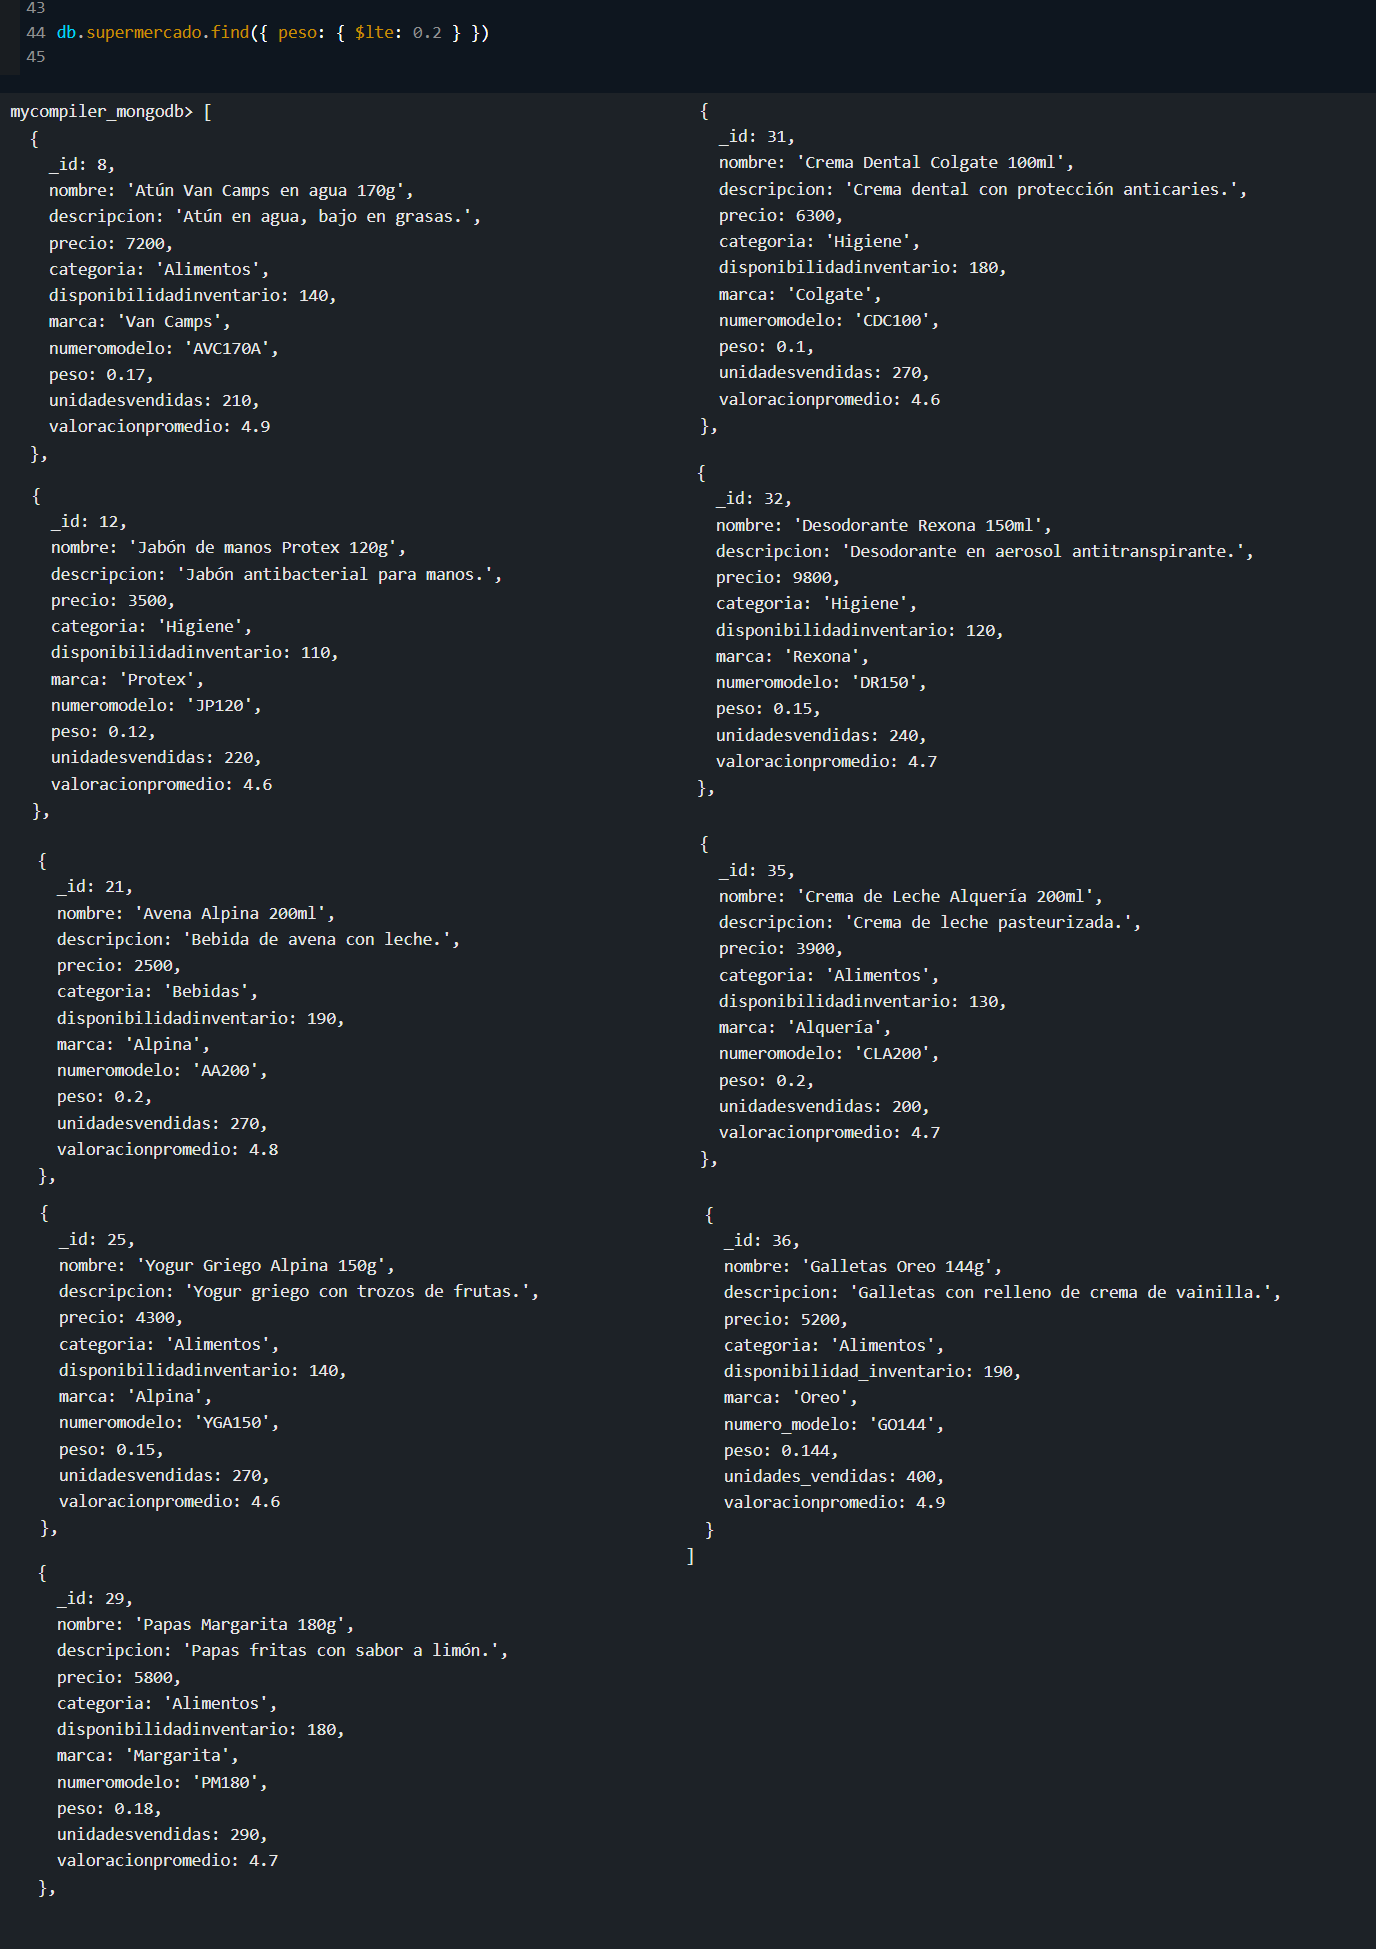 43
44 db.supermercado.find({ peso: { $lte: 0.2 } })
45
mycompiler_mongodb> [
{
_id: 8,
nombre: 'Atún Van Camps en agua 170g',
descripcion: 'Atún en agua, bajo en grasas.',
precio: 7200,
categoria: 'Alimentos',
disponibilidadinventario: 140,
marca: 'Van Camps',
numeromodelo: 'AVC170A',
peso: 0.17,
unidadesvendidas: 210,
valoracionpromedio: 4.9
},
{
_id: 12,
nombre: 'Jabón de manos Protex 120g',
descripcion: 'Jabón antibacterial para manos.',
precio: 3500,
categoria: 'Higiene',
disponibilidadinventario: 110,
marca: 'Protex',
numeromodelo: 'JP120',
peso: 0.12,
unidadesvendidas: 220,
valoracionpromedio: 4.6
},
{
_id: 21,
nombre: 'Avena Alpina 200ml',
descripcion: 'Bebida de avena con leche.',
precio: 2500,
categoria: 'Bebidas',
disponibilidadinventario: 190,
marca: 'Alpina',
numeromodelo: 'AA200',
peso: 0.2,
unidadesvendidas: 270,
valoracionpromedio: 4.8
},
{
_id: 25,
nombre: 'Yogur Griego Alpina 150g',
descripcion: 'Yogur griego con trozos de frutas.',
precio: 4300,
categoria: 'Alimentos',
disponibilidadinventario: 140,
marca: 'Alpina',
numeromodelo: 'YGA150',
peso: 0.15,
unidadesvendidas: 270,
valoracionpromedio: 4.6
},
{
_id: 29,
nombre: 'Papas Margarita 180g',
descripcion: 'Papas fritas con sabor a limón.',
precio: 5800,
categoria: 'Alimentos',
disponibilidadinventario: 180,
marca: 'Margarita',
numeromodelo: 'PM180',
peso: 0.18,
unidadesvendidas: 290,
valoracionpromedio: 4.7
},
{
_id: 31,
nombre: 'Crema Dental Colgate 100ml',
descripcion: 'Crema dental con protección anticaries.',
precio: 6300,
categoria: 'Higiene',
disponibilidadinventario: 180,
marca: 'Colgate',
numeromodelo: 'CDC100',
peso: 0.1,
unidadesvendidas: 270,
valoracionpromedio: 4.6
},
{
_id: 32,
nombre: 'Desodorante Rexona 150ml',
descripcion: 'Desodorante en aerosol antitranspirante.',
precio: 9800,
categoria: 'Higiene',
disponibilidadinventario: 120,
marca: 'Rexona',
numeromodelo: 'DR150',
peso: 0.15,
unidadesvendidas: 240,
valoracionpromedio: 4.7
},
{
_id: 35,
nombre: 'Crema de Leche Alquería 200ml',
descripcion: 'Crema de leche pasteurizada.',
precio: 3900,
categoria: 'Alimentos',
disponibilidadinventario: 130,
marca: 'Alquería',
numeromodelo: 'CLA200',
peso: 0.2,
unidadesvendidas: 200,
valoracionpromedio: 4.7
},
{
_id: 36,
nombre: 'Galletas Oreo 144g',
descripcion: 'Galletas con relleno de crema de vainilla.',
precio: 5200,
categoria: 'Alimentos',
disponibilidad_inventario: 190,
marca: 'Oreo',
numero_modelo: 'GO144',
peso: 0.144,
unidades_vendidas: 400,
valoracionpromedio: 4.9
}
]